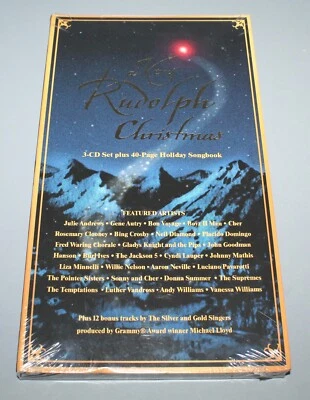 A Very
Rudolph
Christmas
3-CD Set plus 40-Page Holiday Songbook
FEATURED ARTISTS
Julie Andrews • Gene Autry • Bon Voyage • Boyz II Men • Cher
Rosemary Clooney • Bing Crosby • Neil Diamond • Placido Domingo
Fred Waring Chorale • Gladys Knight and the Pips • John Goodman
Hanson • Burl Ives • The Jackson 5 • Cyndi Lauper • Johnny Mathis
Liza Minnelli • Willie Nelson • Aaron Neville • Luciano Pavarotti
The Pointer Sisters • Sonny and Cher • Donna Summer • The Supremes
The Temptations • Luther Vandross • Andy Williams • Vanessa Williams
Plus 12 bonus tracks by The Silver and Gold Singers
produced by Grammy® Award winner Michael Lloyd